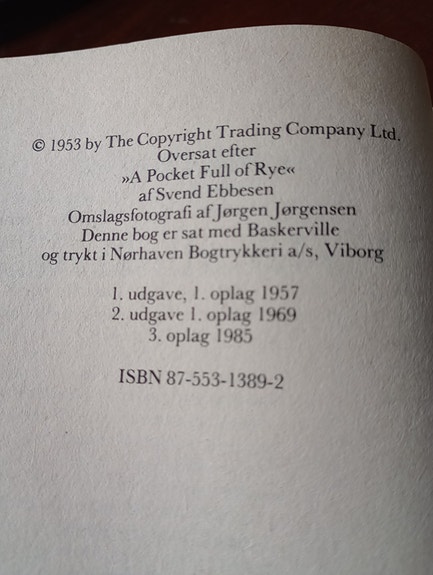 © 1953 by The Copyright Trading Company Ltd.
Oversat efter
»A Pocket Full of Rye«
af Svend Ebbesen
Omslagsfotografi af Jørgen Jørgensen
Denne bog er sat med Baskerville
og trykt i Nørhaven Bogtrykkeri a/s, Viborg
1. udgave, 1. oplag 1957
2. udgave 1. oplag 1969
3. oplag 1985
ISBN 87-553-1389-2